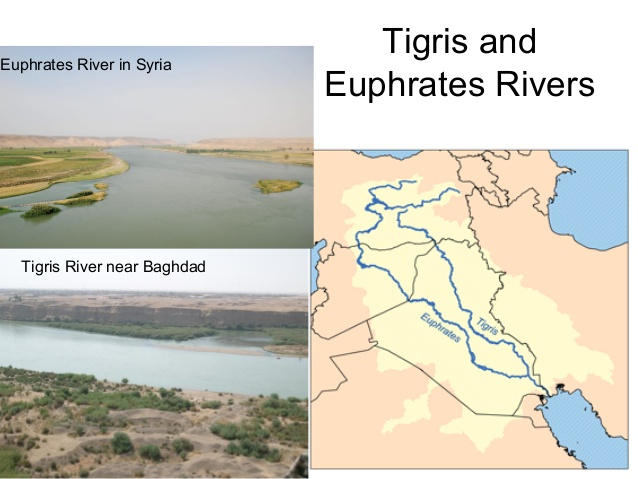 Tigris and
Euphrates Rivers
Euphrates River in Syria
Tigris River near Baghdad
Euphrates
Tigris